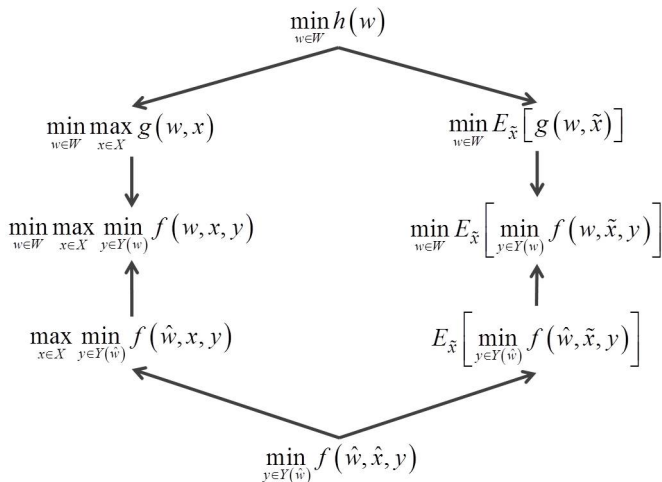 min_{w∈W} h(w)
min_{w∈W} max_{x∈X} g(w, x)
min_{w∈W} E_{x̃}[g(w, x̃)]
min_{w∈W} max_{x∈X} min_{y∈Y(w)} f(w, x, y)
min_{w∈W} E_{x̃}[min_{y∈Y(w)} f(w, x̃, y)]
max_{x∈X} min_{y∈Y(ŵ)} f(ŵ, x, y)
E_{x̃}[min_{y∈Y(ŵ)} f(ŵ, x̃, y)]
min_{y∈Y(ŵ)} f(ŵ, x̂, y)